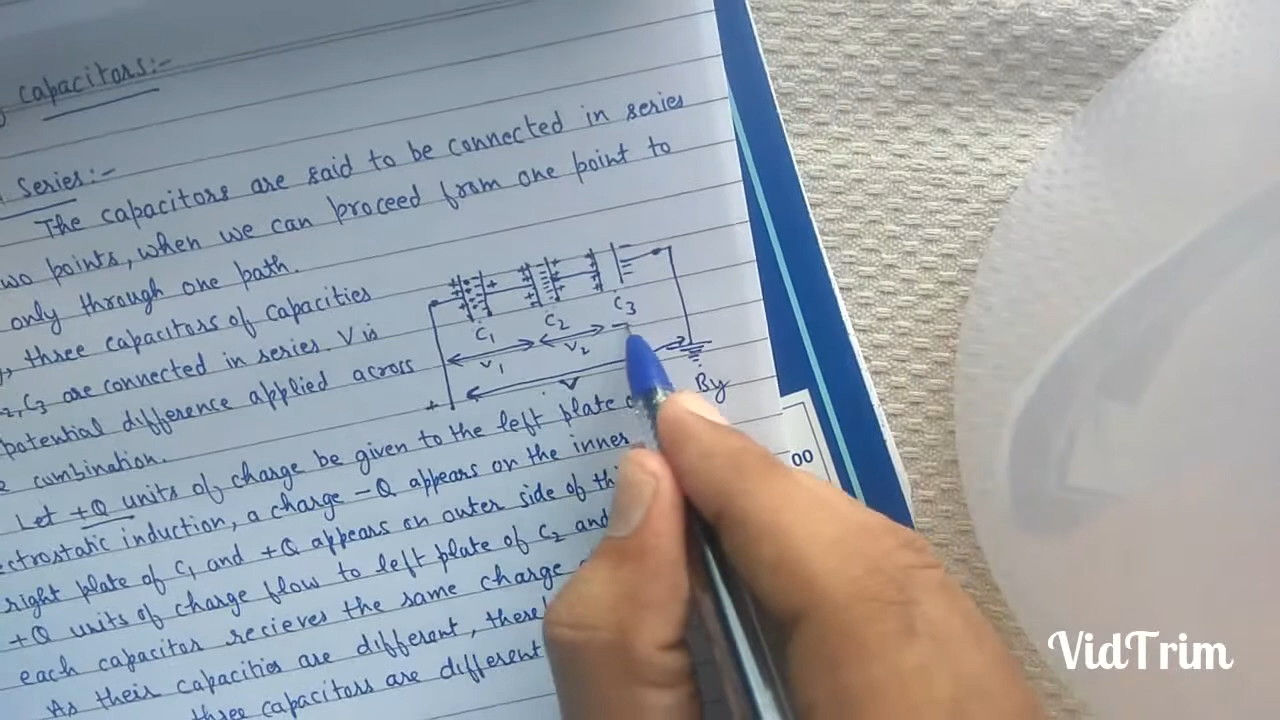 capacitors:-
Series:-
The capacitors are said to be connected in series
two points, when we can proceed from one point to
only through one path.
three capacitors of capacities
C3 are connected in series. V is
potential difference applied across
combination.
C1
C2
C3
V1
V2
V
+
By
Let +Q units of charge be given to the left plate
induction, a charge -Q appears on the inner
right plate of C1 and +Q appears on outer side of
+Q units of charge flow to left plate of C2 and
each capacitor recieves the same charge
As their capacities are different,
three capacitors are different
00
VidTrim